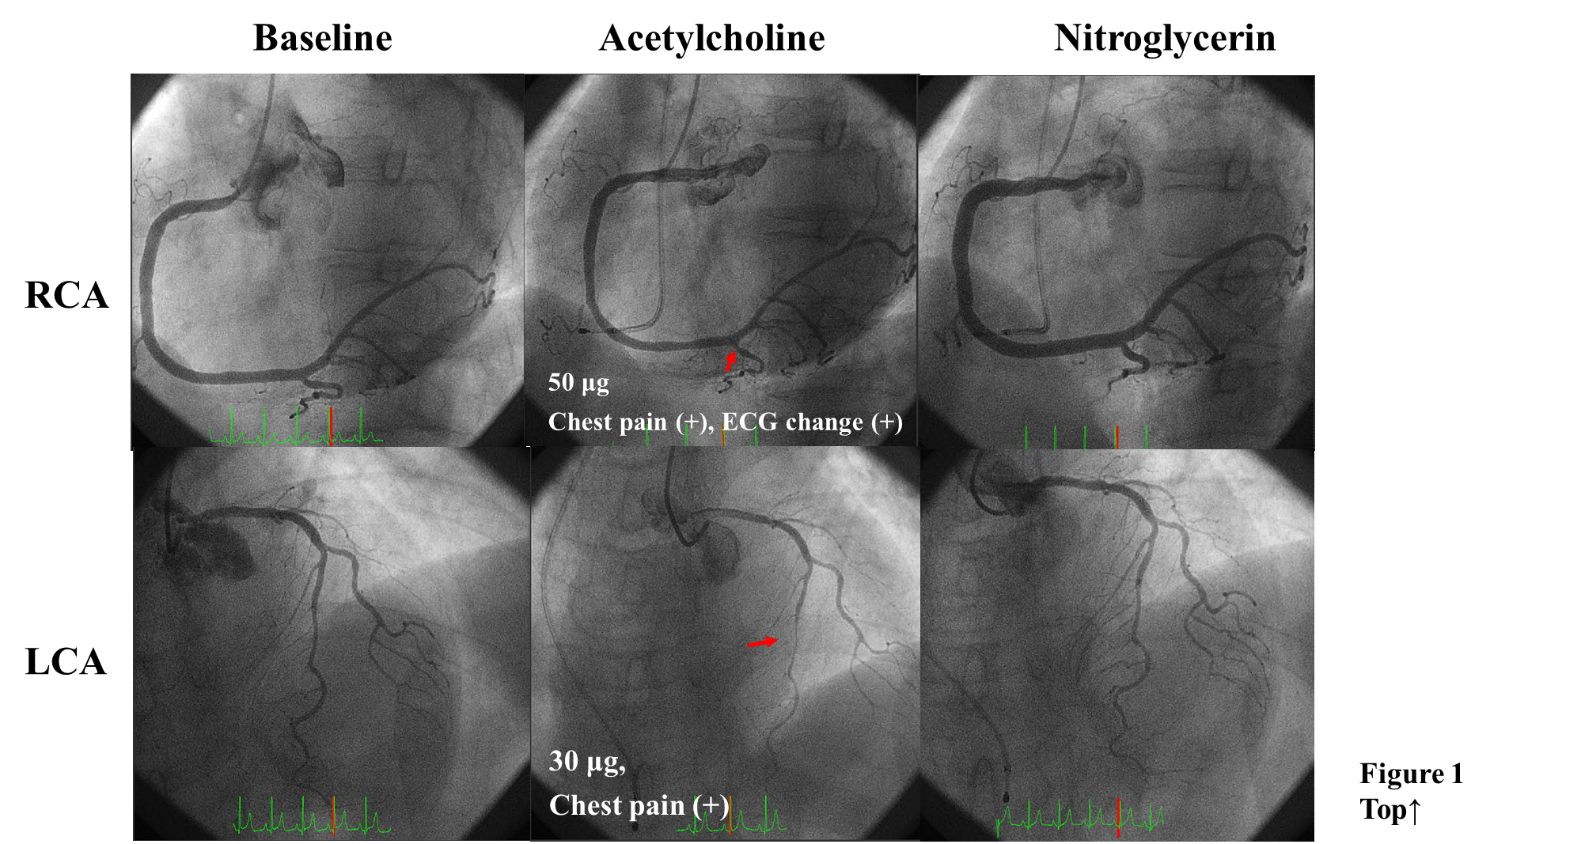 Baseline
Acetylcholine
Nitroglycerin
RCA
50 μg
Chest pain (+), ECG change (+)
LCA
30 μg,
Chest pain (+)
Figure 1
Top↑